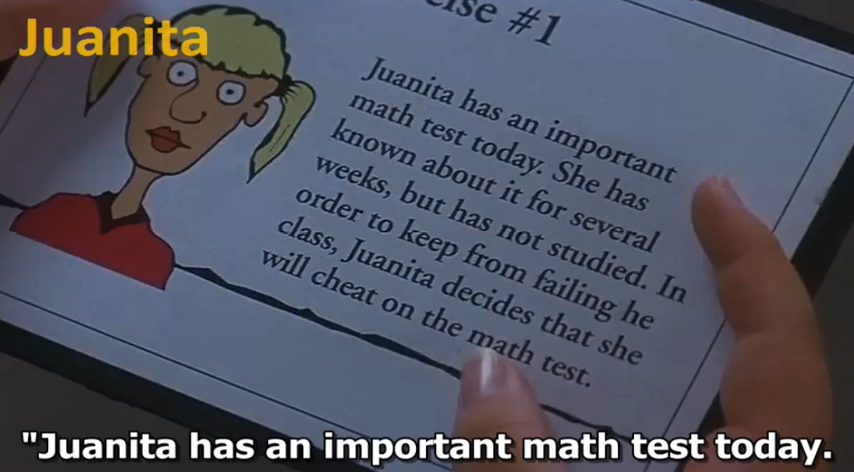 Juanita
#1
Juanita has an important
math test today. She has
known about it for several
weeks, but has not studied. In
order to keep from failing he
class, Juanita decides that she
will cheat on the math test.
"Juanita has an important math test today.